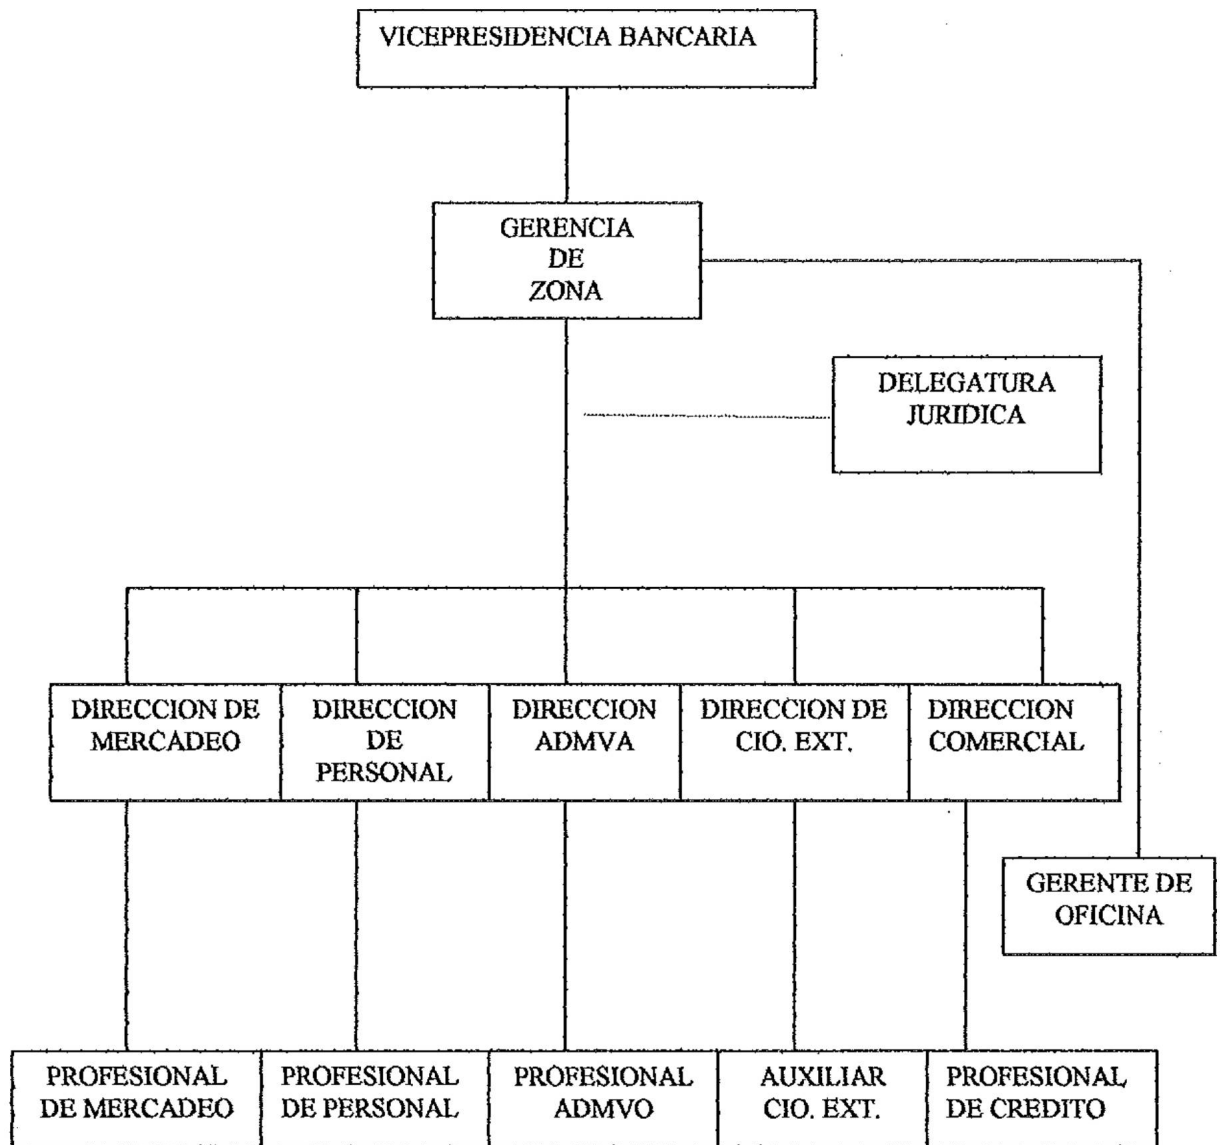 VICEPRESIDENCIA BANCARIA
GERENCIA
DE
ZONA
DELEGATURA
JURIDICA
DIRECCION DE
MERCADEO
DIRECCION
DE
PERSONAL
DIRECCION
ADMVA
DIRECCION DE
CIO. EXT.
DIRECCION
COMERCIAL
GERENTE DE
OFICINA
PROFESIONAL
DE MERCADEO
PROFESIONAL
DE PERSONAL
PROFESIONAL
ADMVO
AUXILIAR
CIO. EXT.
PROFESIONAL
DE CREDITO